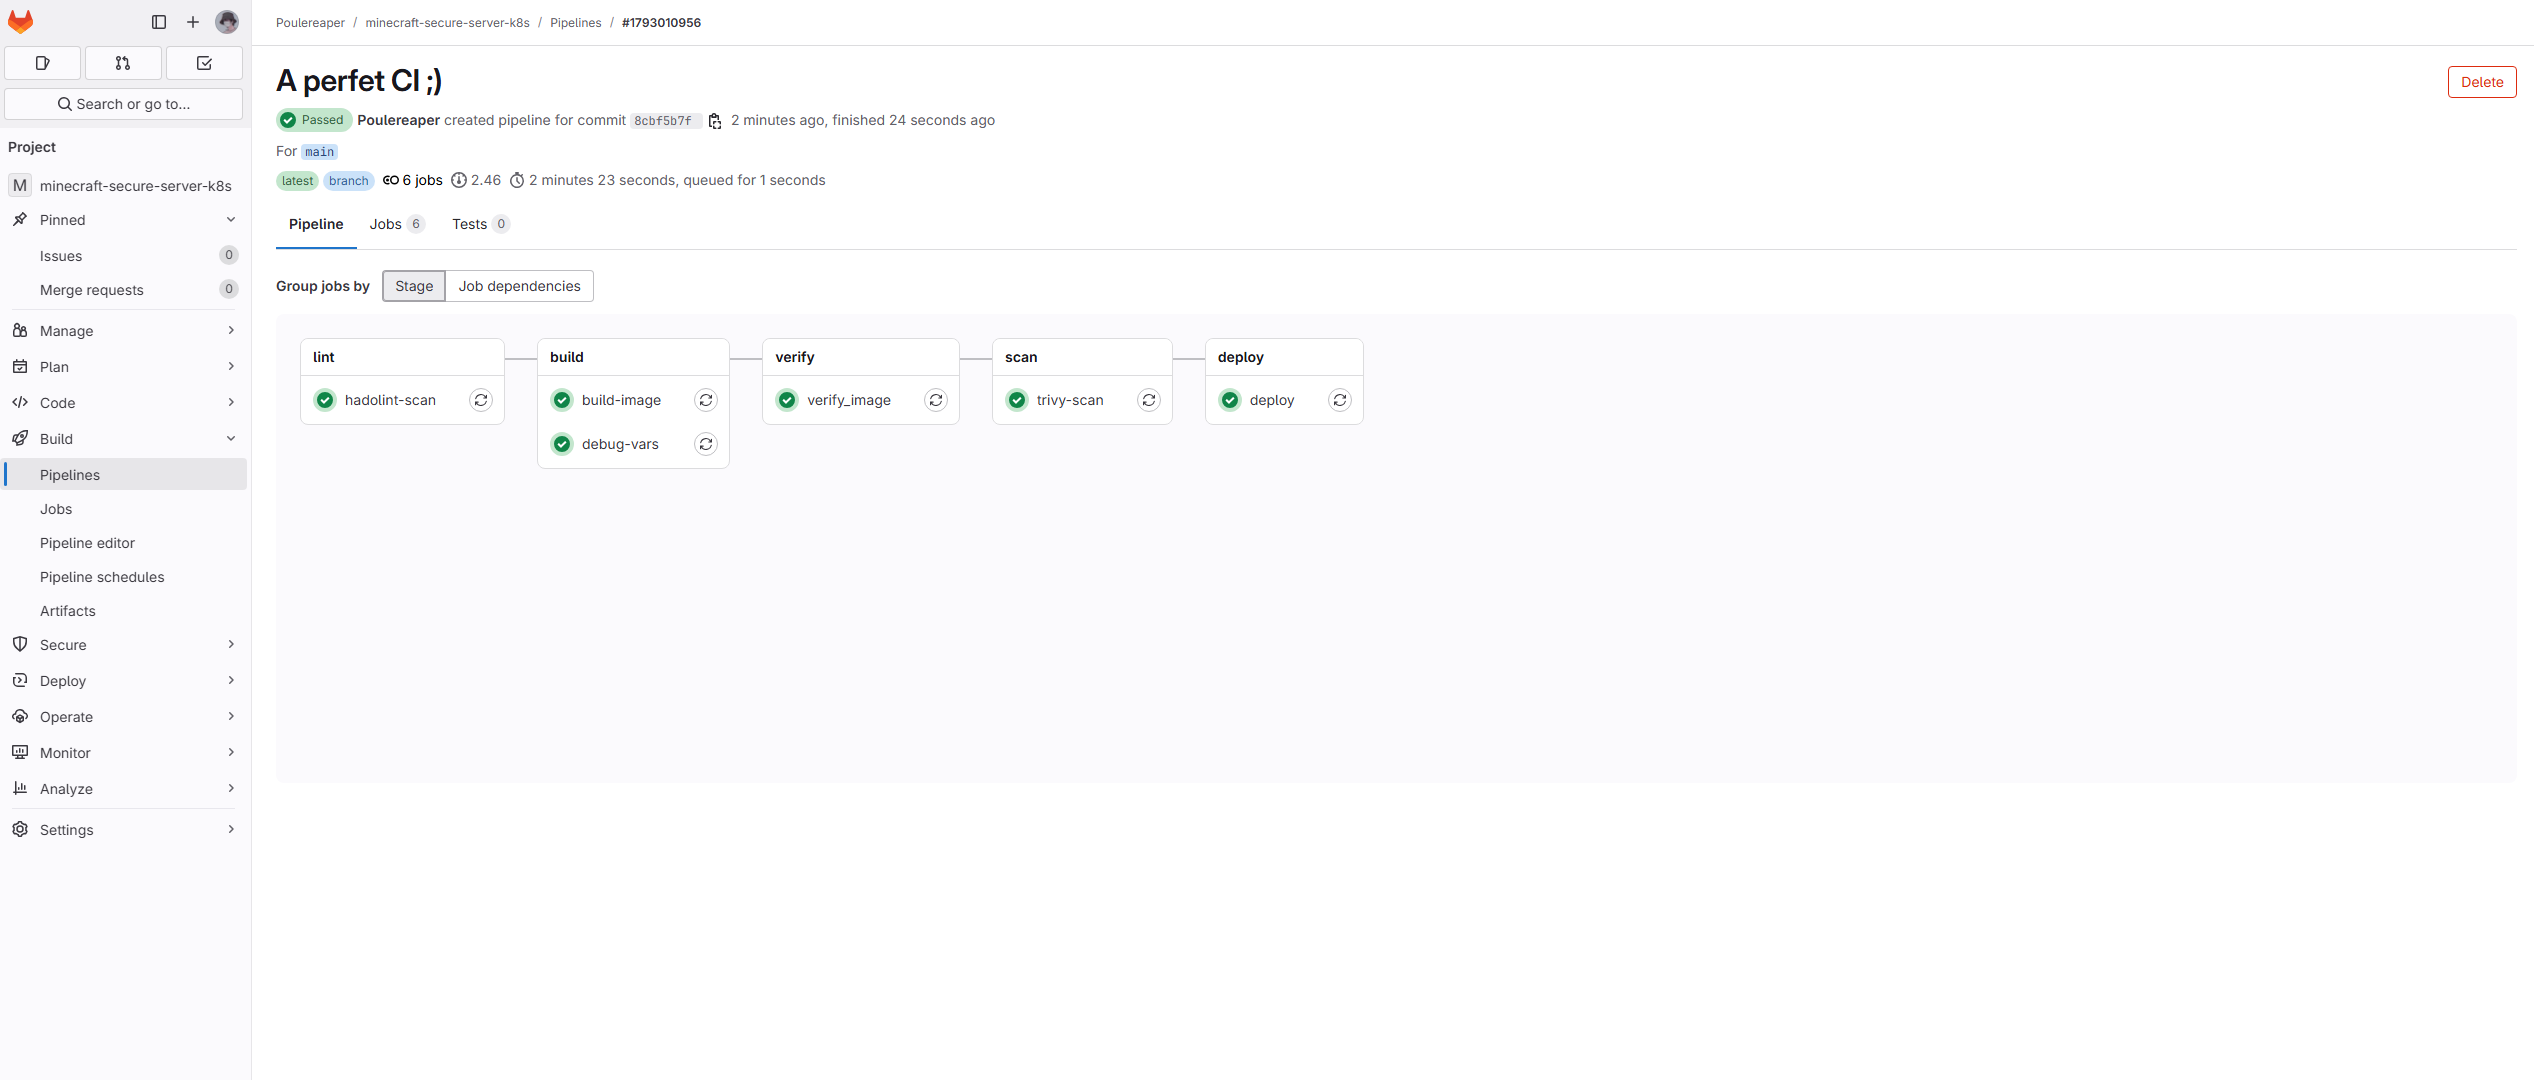 Poulereaper / minecraft-secure-server-k8s / Pipelines / #1793010956
Search or go to...
Project
M minecraft-secure-server-k8s
Pinned
Issues 0
Merge requests 0
Manage
Plan
Code
Build
Pipelines
Jobs
Pipeline editor
Pipeline schedules
Artifacts
Secure
Deploy
Operate
Monitor
Analyze
Settings
A perfet CI ;)
Delete
Passed Poulereaper created pipeline for commit 8cbf5b7f 2 minutes ago, finished 24 seconds ago
For main
latest branch 6 jobs 2.46 2 minutes 23 seconds, queued for 1 seconds
Pipeline Jobs 6 Tests 0
Group jobs by Stage Job dependencies
lint
hadolint-scan
build
build-image
debug-vars
verify
verify_image
scan
trivy-scan
deploy
deploy